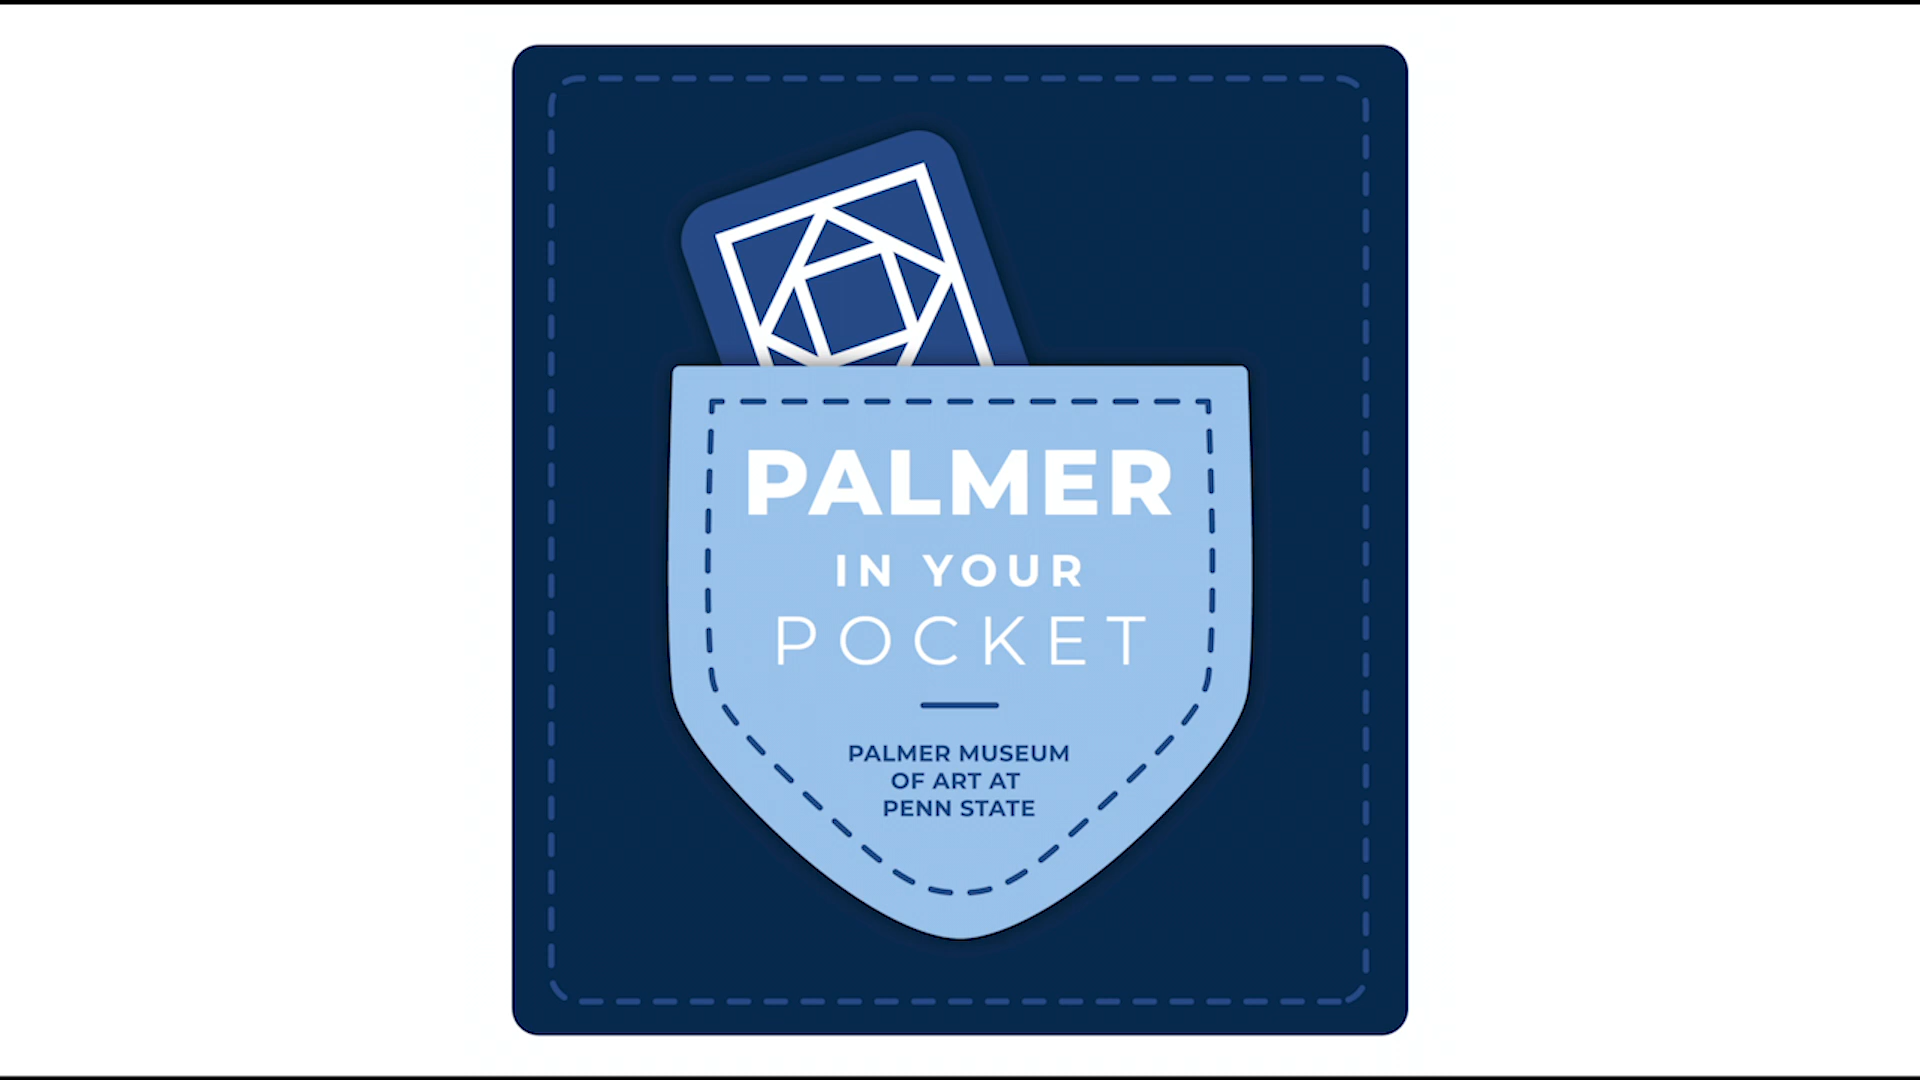 PALMER
IN YOUR
POCKET
PALMER MUSEUM
OF ART AT
PENN STATE